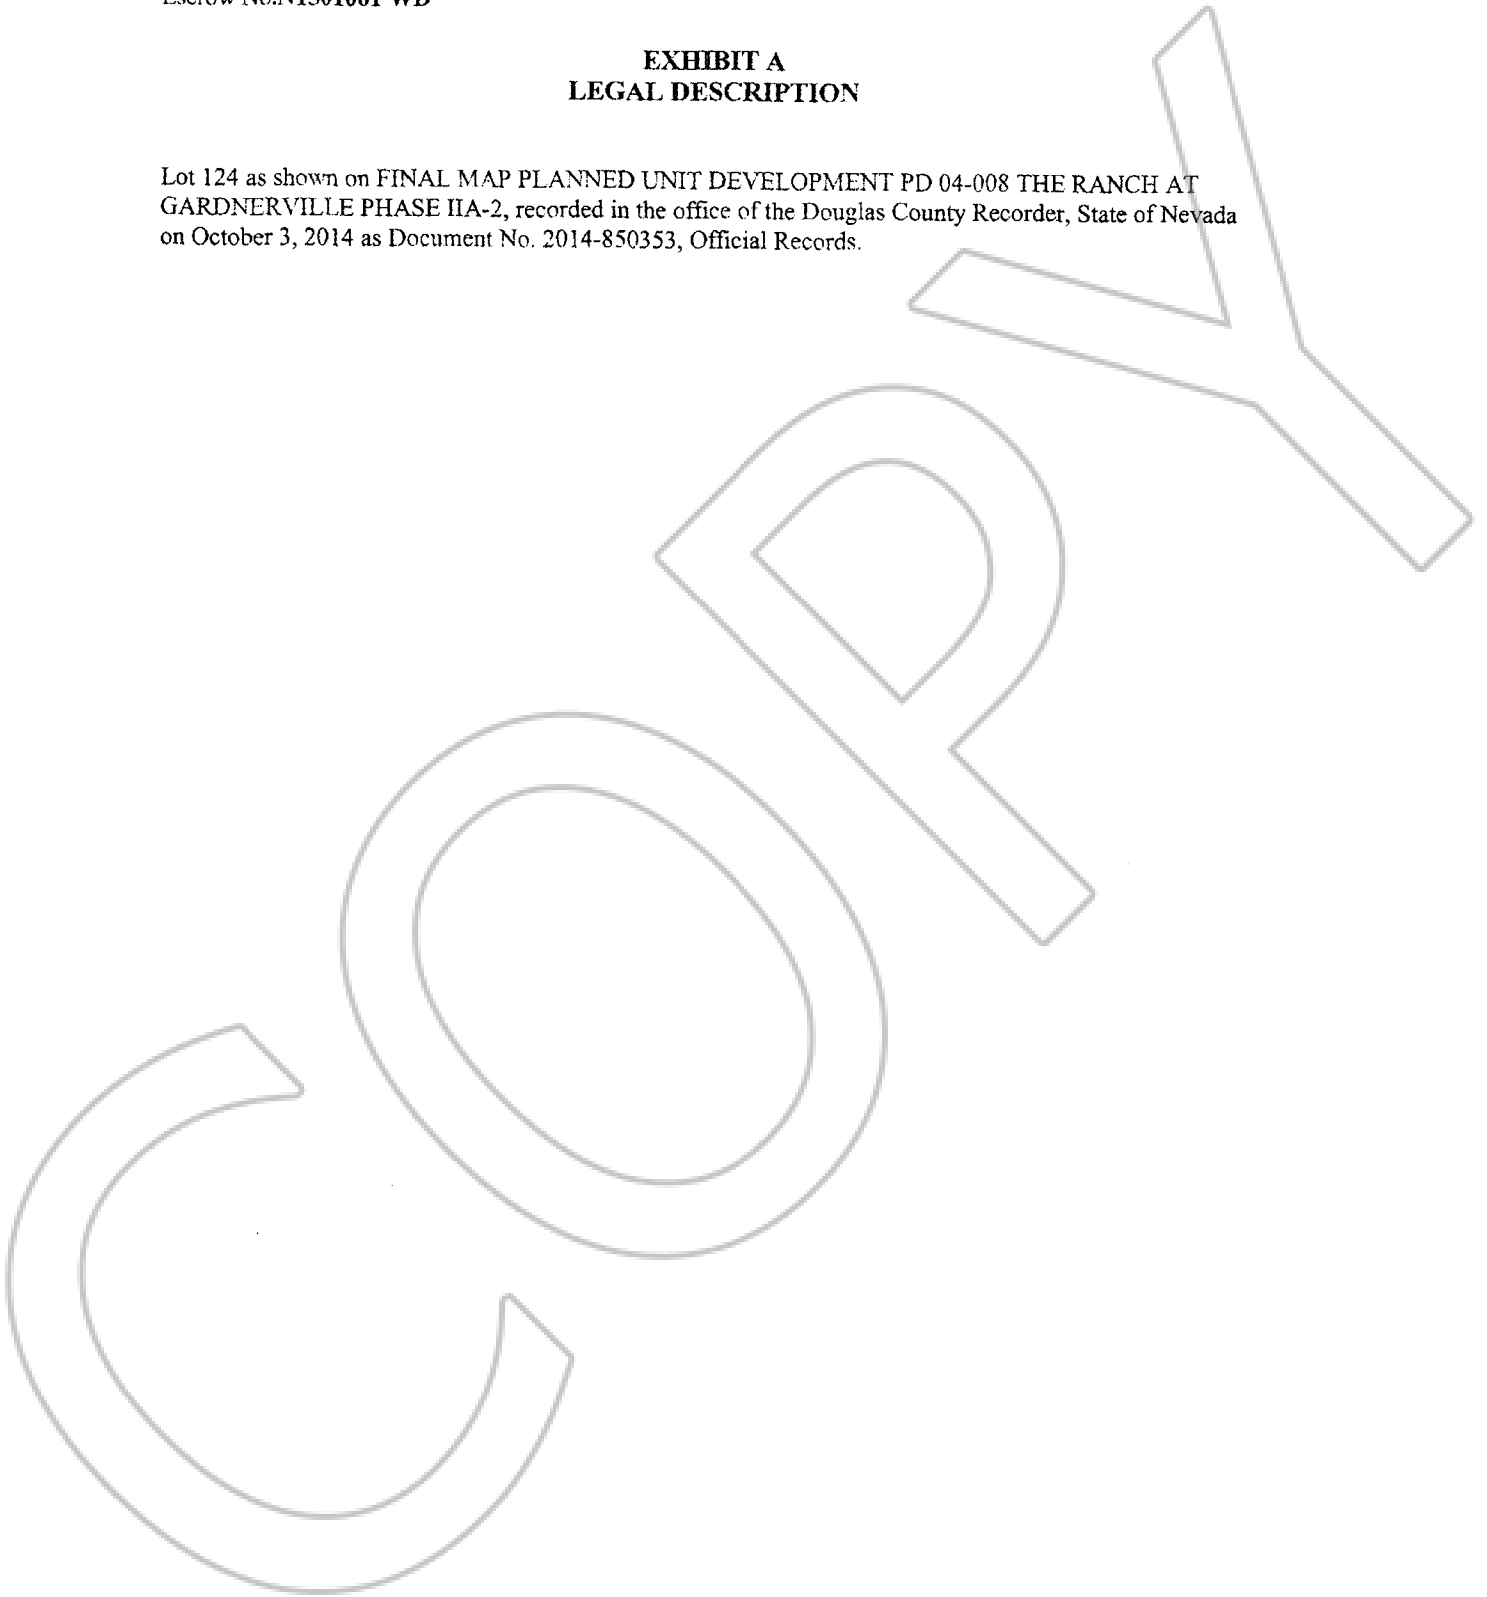 Escrow No.
EXHIBIT A
LEGAL DESCRIPTION
Lot 124 as shown on FINAL MAP PLANNED UNIT DEVELOPMENT PD 04-008 THE RANCH AT
GARDNERVILLE PHASE IIA-2, recorded in the office of the Douglas County Recorder, State of Nevada
on October 3, 2014 as Document No. 2014-850353, Official Records.
COPY